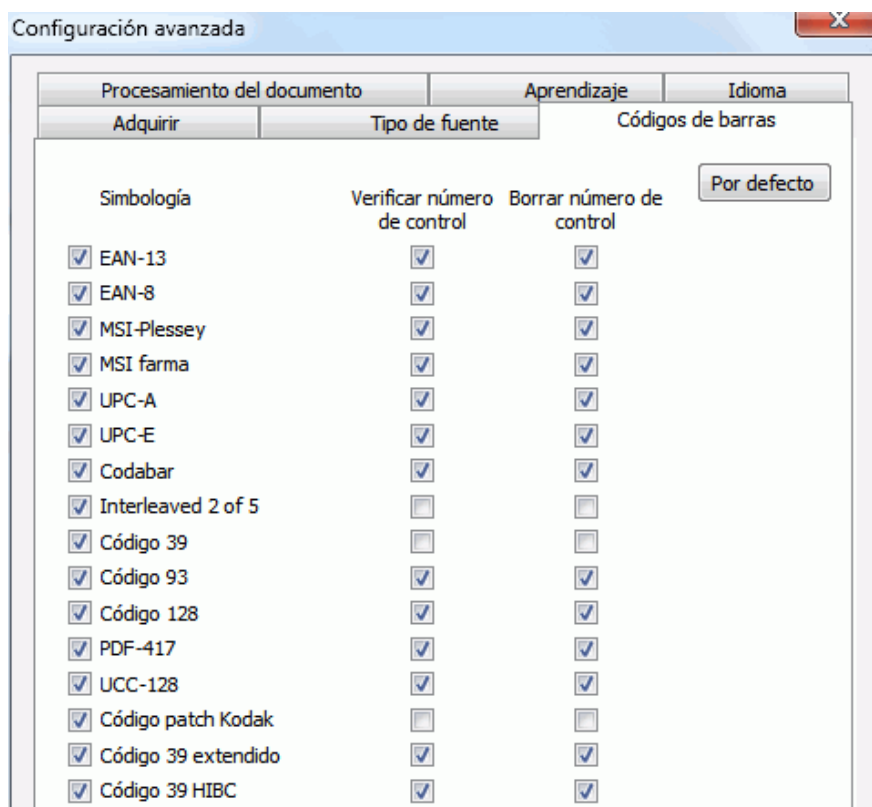 Configuración avanzada
Procesamiento del documento Aprendizaje Idioma
Adquirir Tipo de fuente Códigos de barras
Por defecto
Simbología Verificar número Borrar número de
de control control
EAN-13
EAN-8
MSI-Plessey
MSI farma
UPC-A
UPC-E
Codabar
Interleaved 2 of 5
Código 39
Código 93
Código 128
PDF-417
UCC-128
Código patch Kodak
Código 39 extendido
Código 39 HIBC